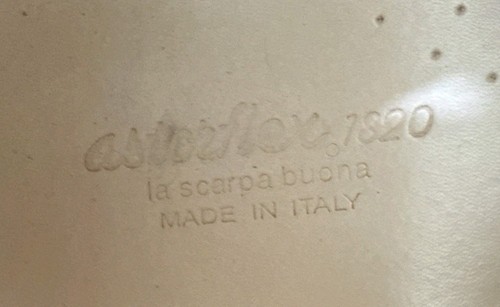 astorflex 1820
la scarpa buona
MADE IN ITALY